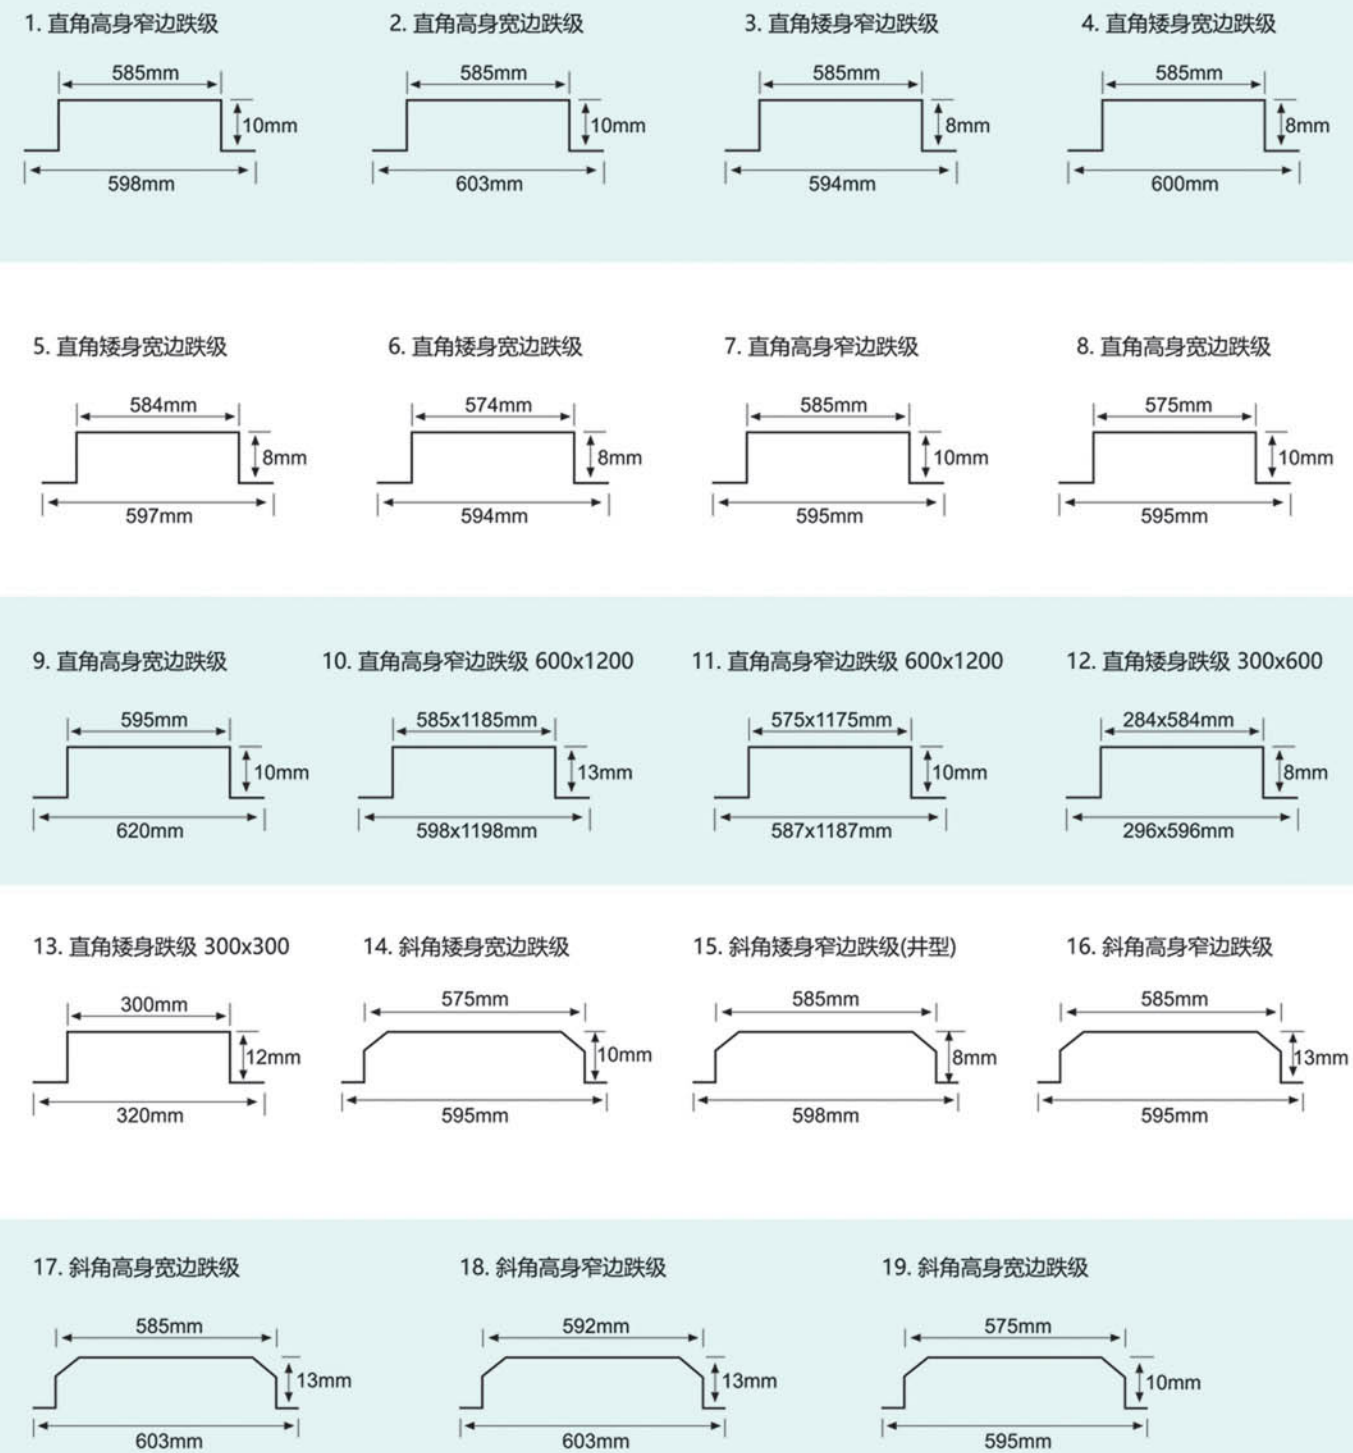 1. 直角高身窄边跌级
2. 直角高身宽边跌级
3. 直角矮身窄边跌级
4. 直角矮身宽边跌级
585mm
10mm
598mm
585mm
10mm
603mm
585mm
8mm
594mm
585mm
8mm
600mm
5. 直角矮身宽边跌级
6. 直角矮身宽边跌级
7. 直角高身窄边跌级
8. 直角高身宽边跌级
584mm
8mm
597mm
574mm
8mm
594mm
585mm
10mm
595mm
575mm
10mm
595mm
9. 直角高身宽边跌级
10. 直角高身窄边跌级 600x1200
11. 直角高身窄边跌级 600x1200
12. 直角矮身跌级 300x600
595mm
10mm
620mm
585x1185mm
13mm
598x1198mm
575x1175mm
10mm
587x1187mm
284x584mm
8mm
296x596mm
13. 直角矮身跌级 300x300
14. 斜角矮身宽边跌级
15. 斜角矮身窄边跌级(井型)
16. 斜角高身窄边跌级
300mm
12mm
320mm
575mm
10mm
595mm
585mm
8mm
598mm
585mm
13mm
595mm
17. 斜角高身宽边跌级
18. 斜角高身窄边跌级
19. 斜角高身宽边跌级
585mm
13mm
603mm
592mm
13mm
603mm
575mm
10mm
595mm